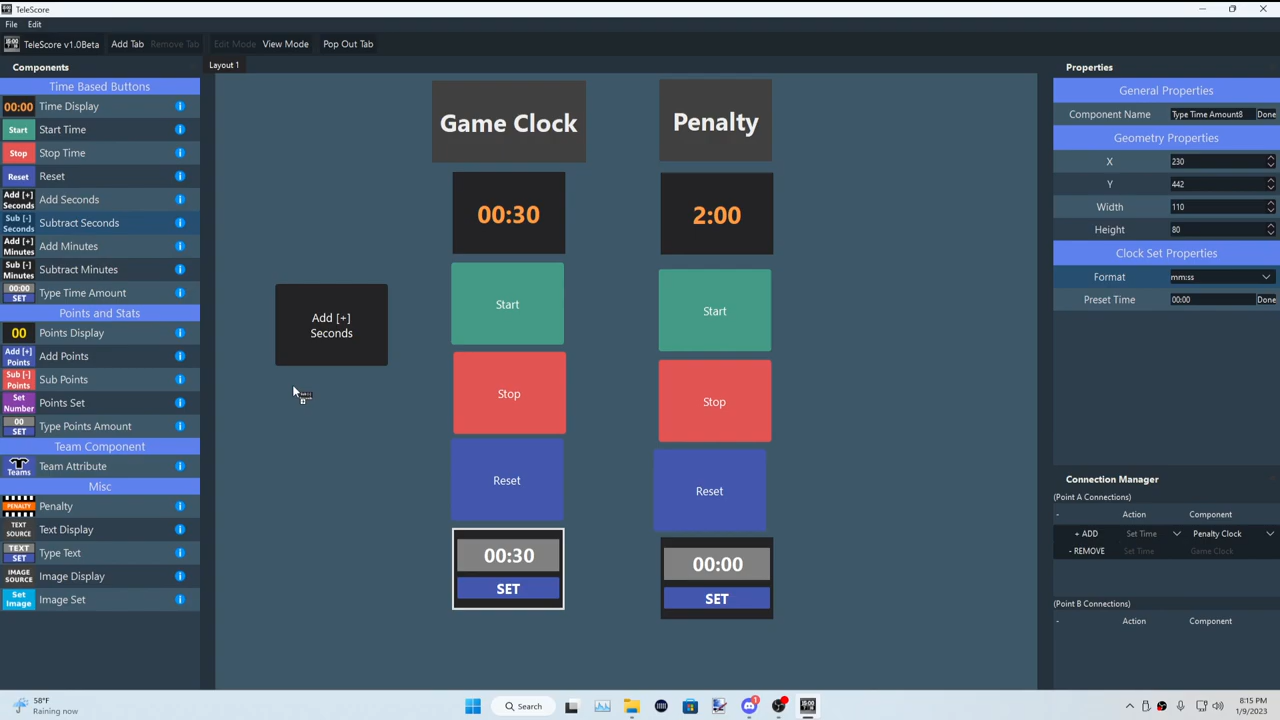 TeleScore
File Edit
TeleScore v1.0Beta Add Tab Remove Tab Edit Mode View Mode Pop Out Tab
Components
Time Based Buttons
00:00 Time Display
Start Start Time
Stop Stop Time
Reset Reset
Add [+] Seconds Add Seconds
Sub [-] Seconds Subtract Seconds
Add [+] Minutes Add Minutes
Sub [-] Minutes Subtract Minutes
00:00 SET Type Time Amount
Points and Stats
00 Points Display
Add [+] Points Add Points
Sub [-] Points Sub Points
Set Number Points Set
00 SET Type Points Amount
Team Component
Teams Team Attribute
Misc
PENALTY Penalty
TEXT SOURCE Text Display
TEXT SET Type Text
IMAGE SOURCE Image Display
Set Image Image Set
Layout 1
Game Clock
00:30
Start
Stop
Reset
00:30
SET
Penalty
2:00
Start
Stop
Reset
00:00
SET
Add [+]
Seconds
Properties
General Properties
Component Name Type Time Amount8 Done
Geometry Properties
X 230
Y 442
Width 110
Height 80
Clock Set Properties
Format mm:ss
Preset Time 00:00 Done
Connection Manager
(Point A Connections)
- Action Component
+ ADD Set Time Penalty Clock
- REMOVE Set Time Game Clock
(Point B Connections)
- Action Component
58°F
Raining now
Search
1
8:15 PM
1/9/2023